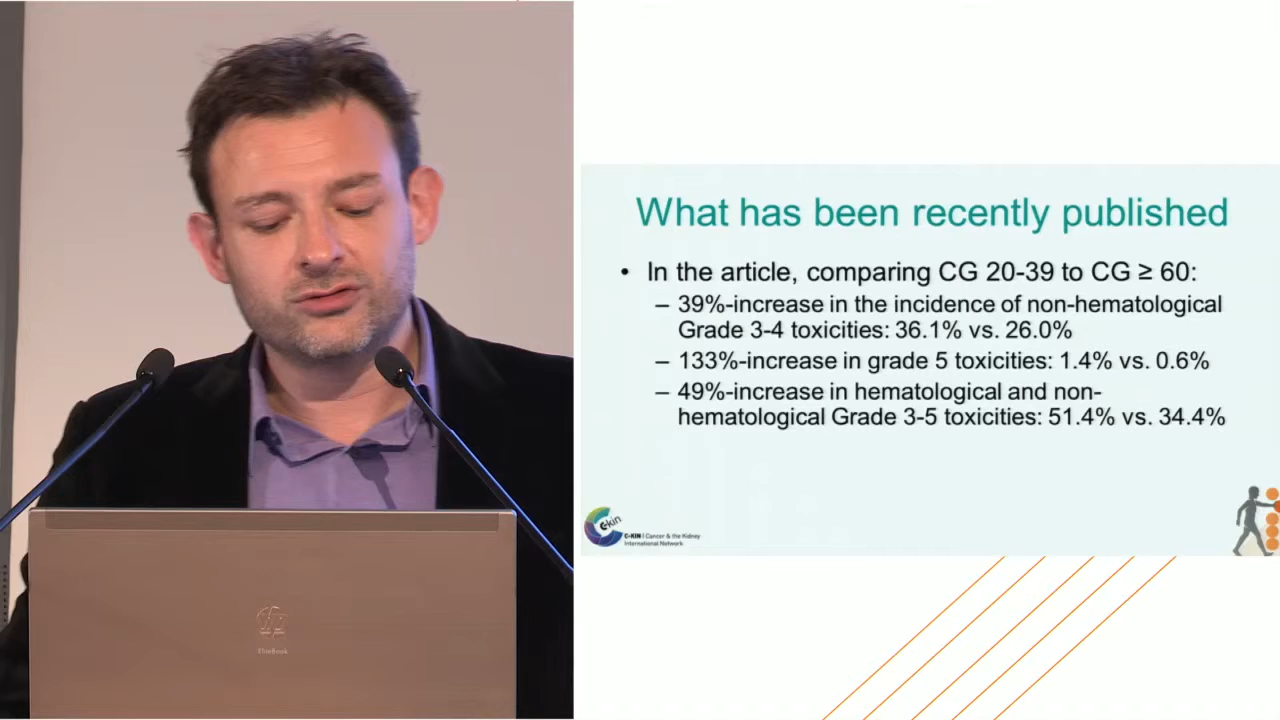 What has been recently published
• In the article, comparing CG 20-39 to CG ≥ 60:
– 39%-increase in the incidence of non-hematological
Grade 3-4 toxicities: 36.1% vs. 26.0%
– 133%-increase in grade 5 toxicities: 1.4% vs. 0.6%
– 49%-increase in hematological and non-
hematological Grade 3-5 toxicities: 51.4% vs. 34.4%
C-kin
C-KIN | Cancer & the Kidney
International Network
hp
EliteBook